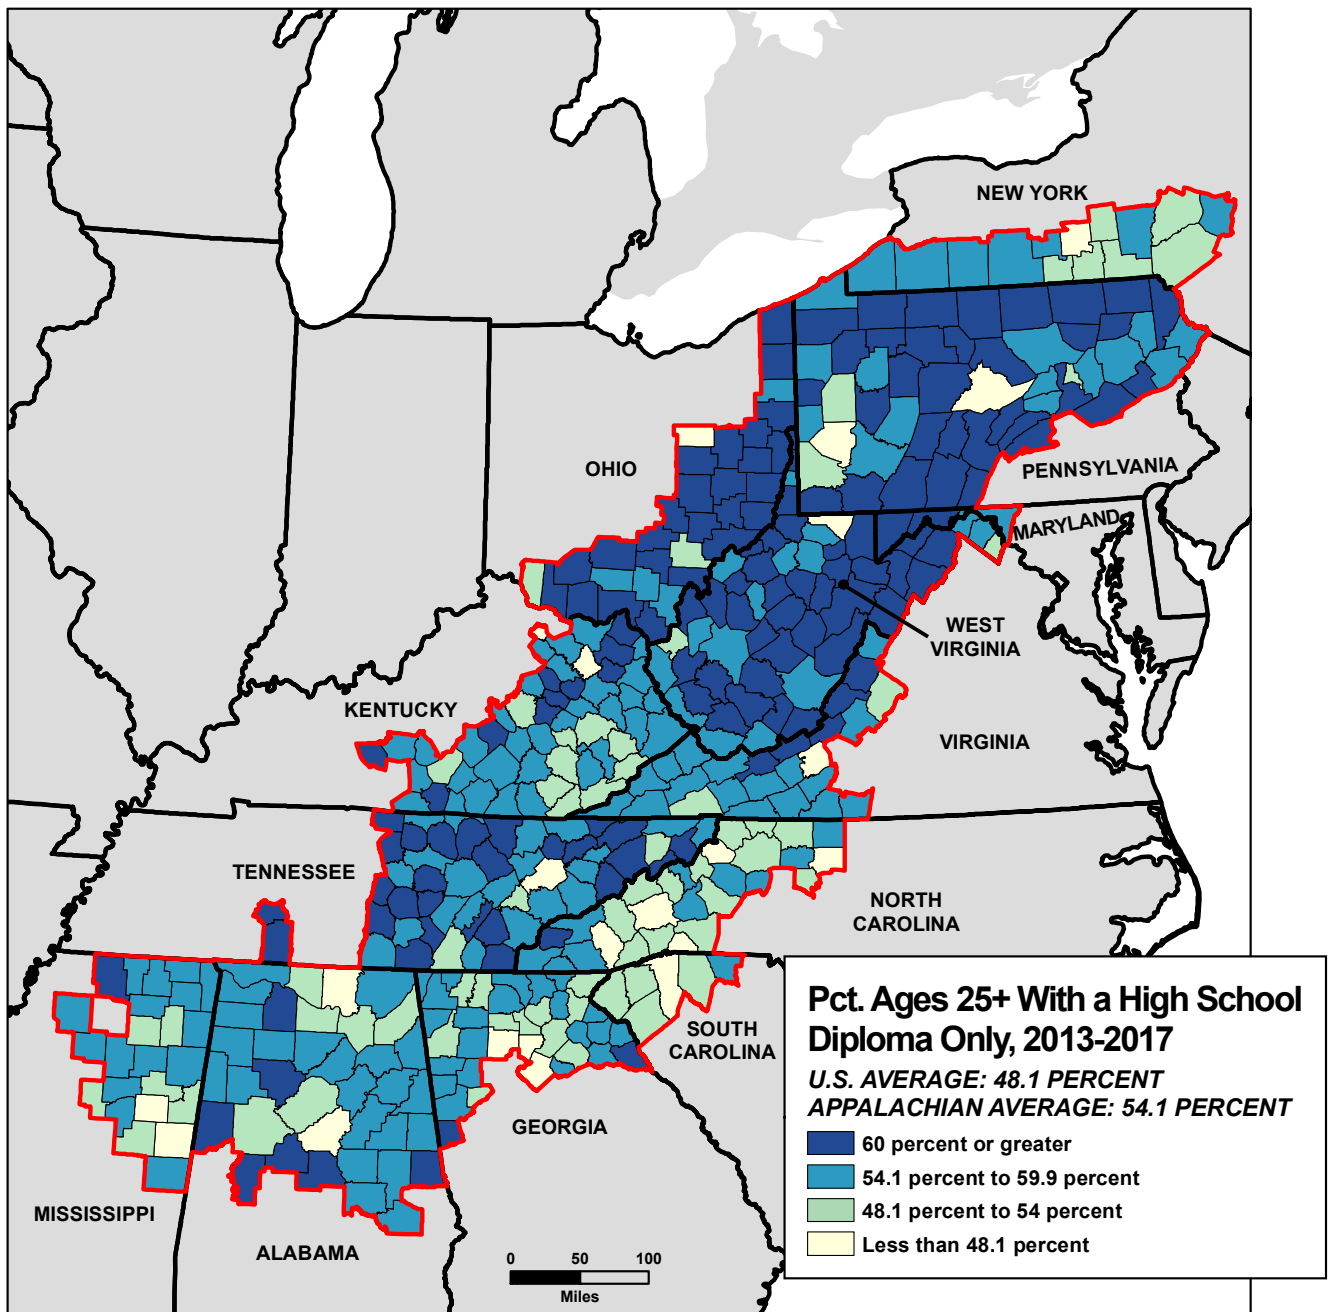 NEW YORK
OHIO
PENNSYLVANIA
MARYLAND
WEST
VIRGINIA
KENTUCKY
VIRGINIA
TENNESSEE
NORTH
CAROLINA
SOUTH
CAROLINA
GEORGIA
MISSISSIPPI
ALABAMA
0 50 100
Miles
Pct. Ages 25+ With a High School
Diploma Only, 2013-2017
U.S. AVERAGE: 48.1 PERCENT
APPALACHIAN AVERAGE: 54.1 PERCENT
60 percent or greater
54.1 percent to 59.9 percent
48.1 percent to 54 percent
Less than 48.1 percent